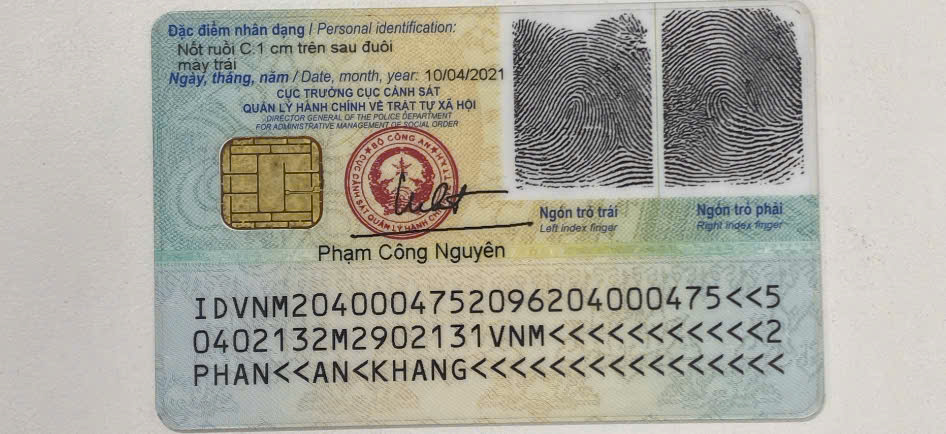 Đặc điểm nhân dạng / Personal identification:
Nốt ruồi C.1 cm trên sau đuôi
mày trái
Ngày, tháng, năm / Date, month, year: 10/04/2021
CỤC TRƯỞNG CỤC CẢNH SÁT
QUẢN LÝ HÀNH CHÍNH VỀ TRẬT TỰ XÃ HỘI
DIRECTOR GENERAL OF THE POLICE DEPARTMENT
FOR ADMINISTRATIVE MANAGEMENT OF SOCIAL ORDER
BỘ CÔNG AN
CỤC CẢNH SÁT QUẢN LÝ HÀNH CHÍNH
Phạm Công Nguyên
Ngón trỏ trái
Left index finger
Ngón trỏ phải
Right index finger
IDVNM2040004752096204000475<<5
0402132M2902131VNM<<<<<<<<<<<2
PHAN<<AN<KHANG<<<<<<<<<<<<<<<<